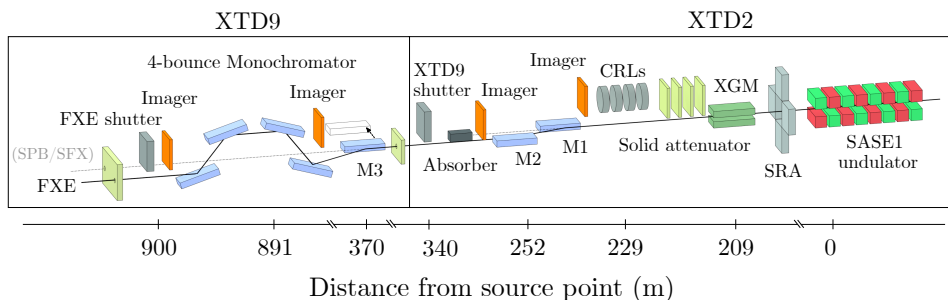 XTD9
XTD2
4-bounce Monochromator
Imager
Imager
FXE shutter
(SPB/SFX)
FXE
M3
XTD9
shutter
Imager
Absorber
M2
Imager
M1
CRLs
Solid attenuator
XGM
SRA
SASE1
undulator
900
891
370
340
252
229
209
0
Distance from source point (m)